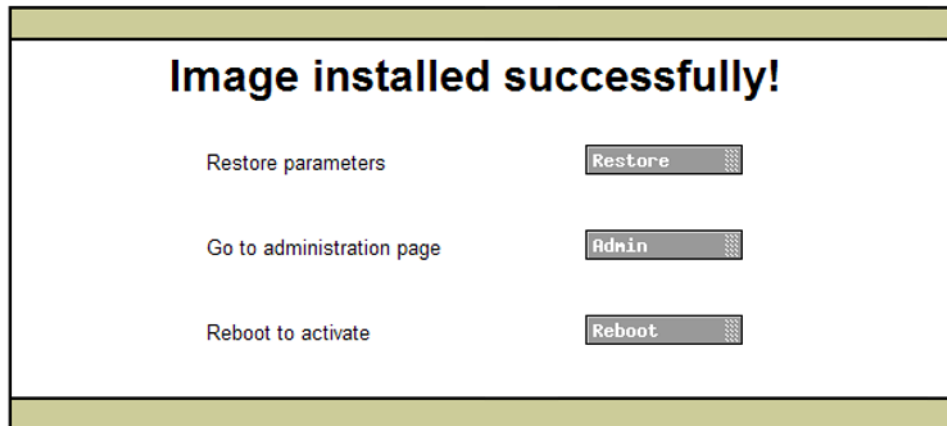 Image installed successfully!
Restore parameters Restore
Go to administration page Admin
Reboot to activate Reboot